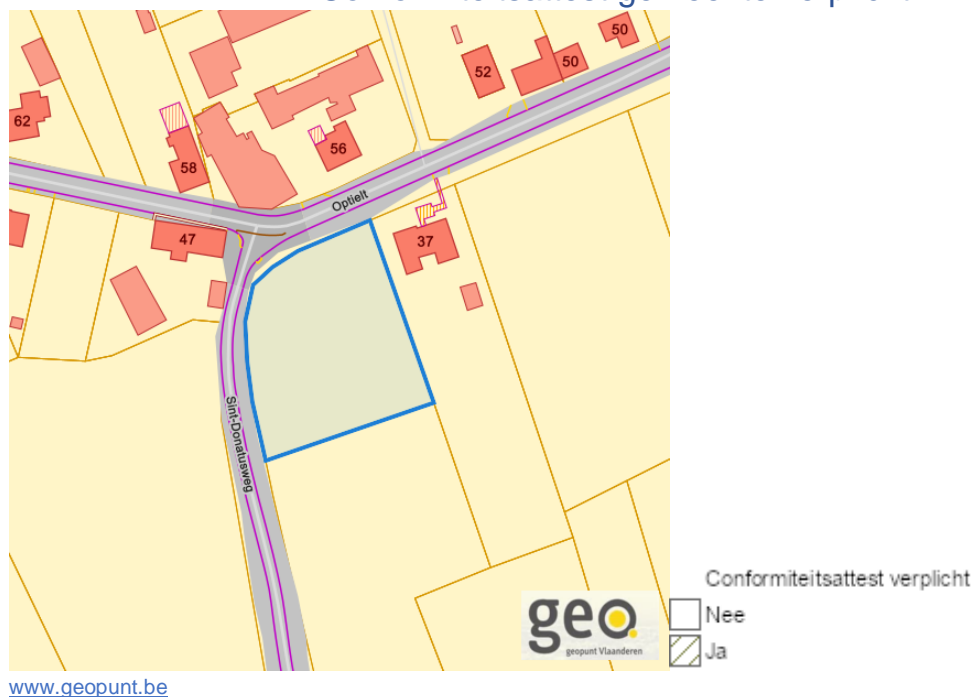 50
52
50
62
58
56
Optielt
47
37
Sint-Donatusweg
geo
geopunt Vlaanderen
Conformiteitsattest verplicht
Nee
Ja
www.geopunt.be